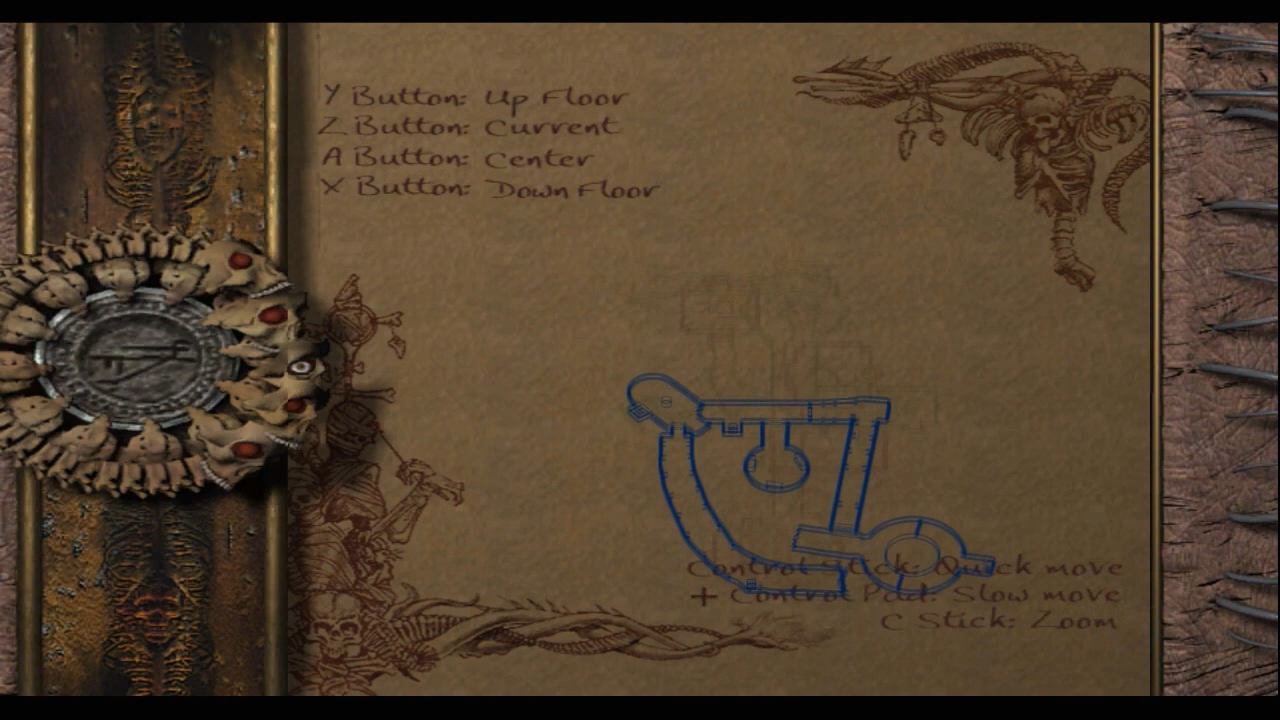 Y Button: Up Floor
Z Button: Current
A Button: Center
X Button: Down Floor
Control Stick: Quick move
+ Control Pad: Slow move
C Stick: Zoom